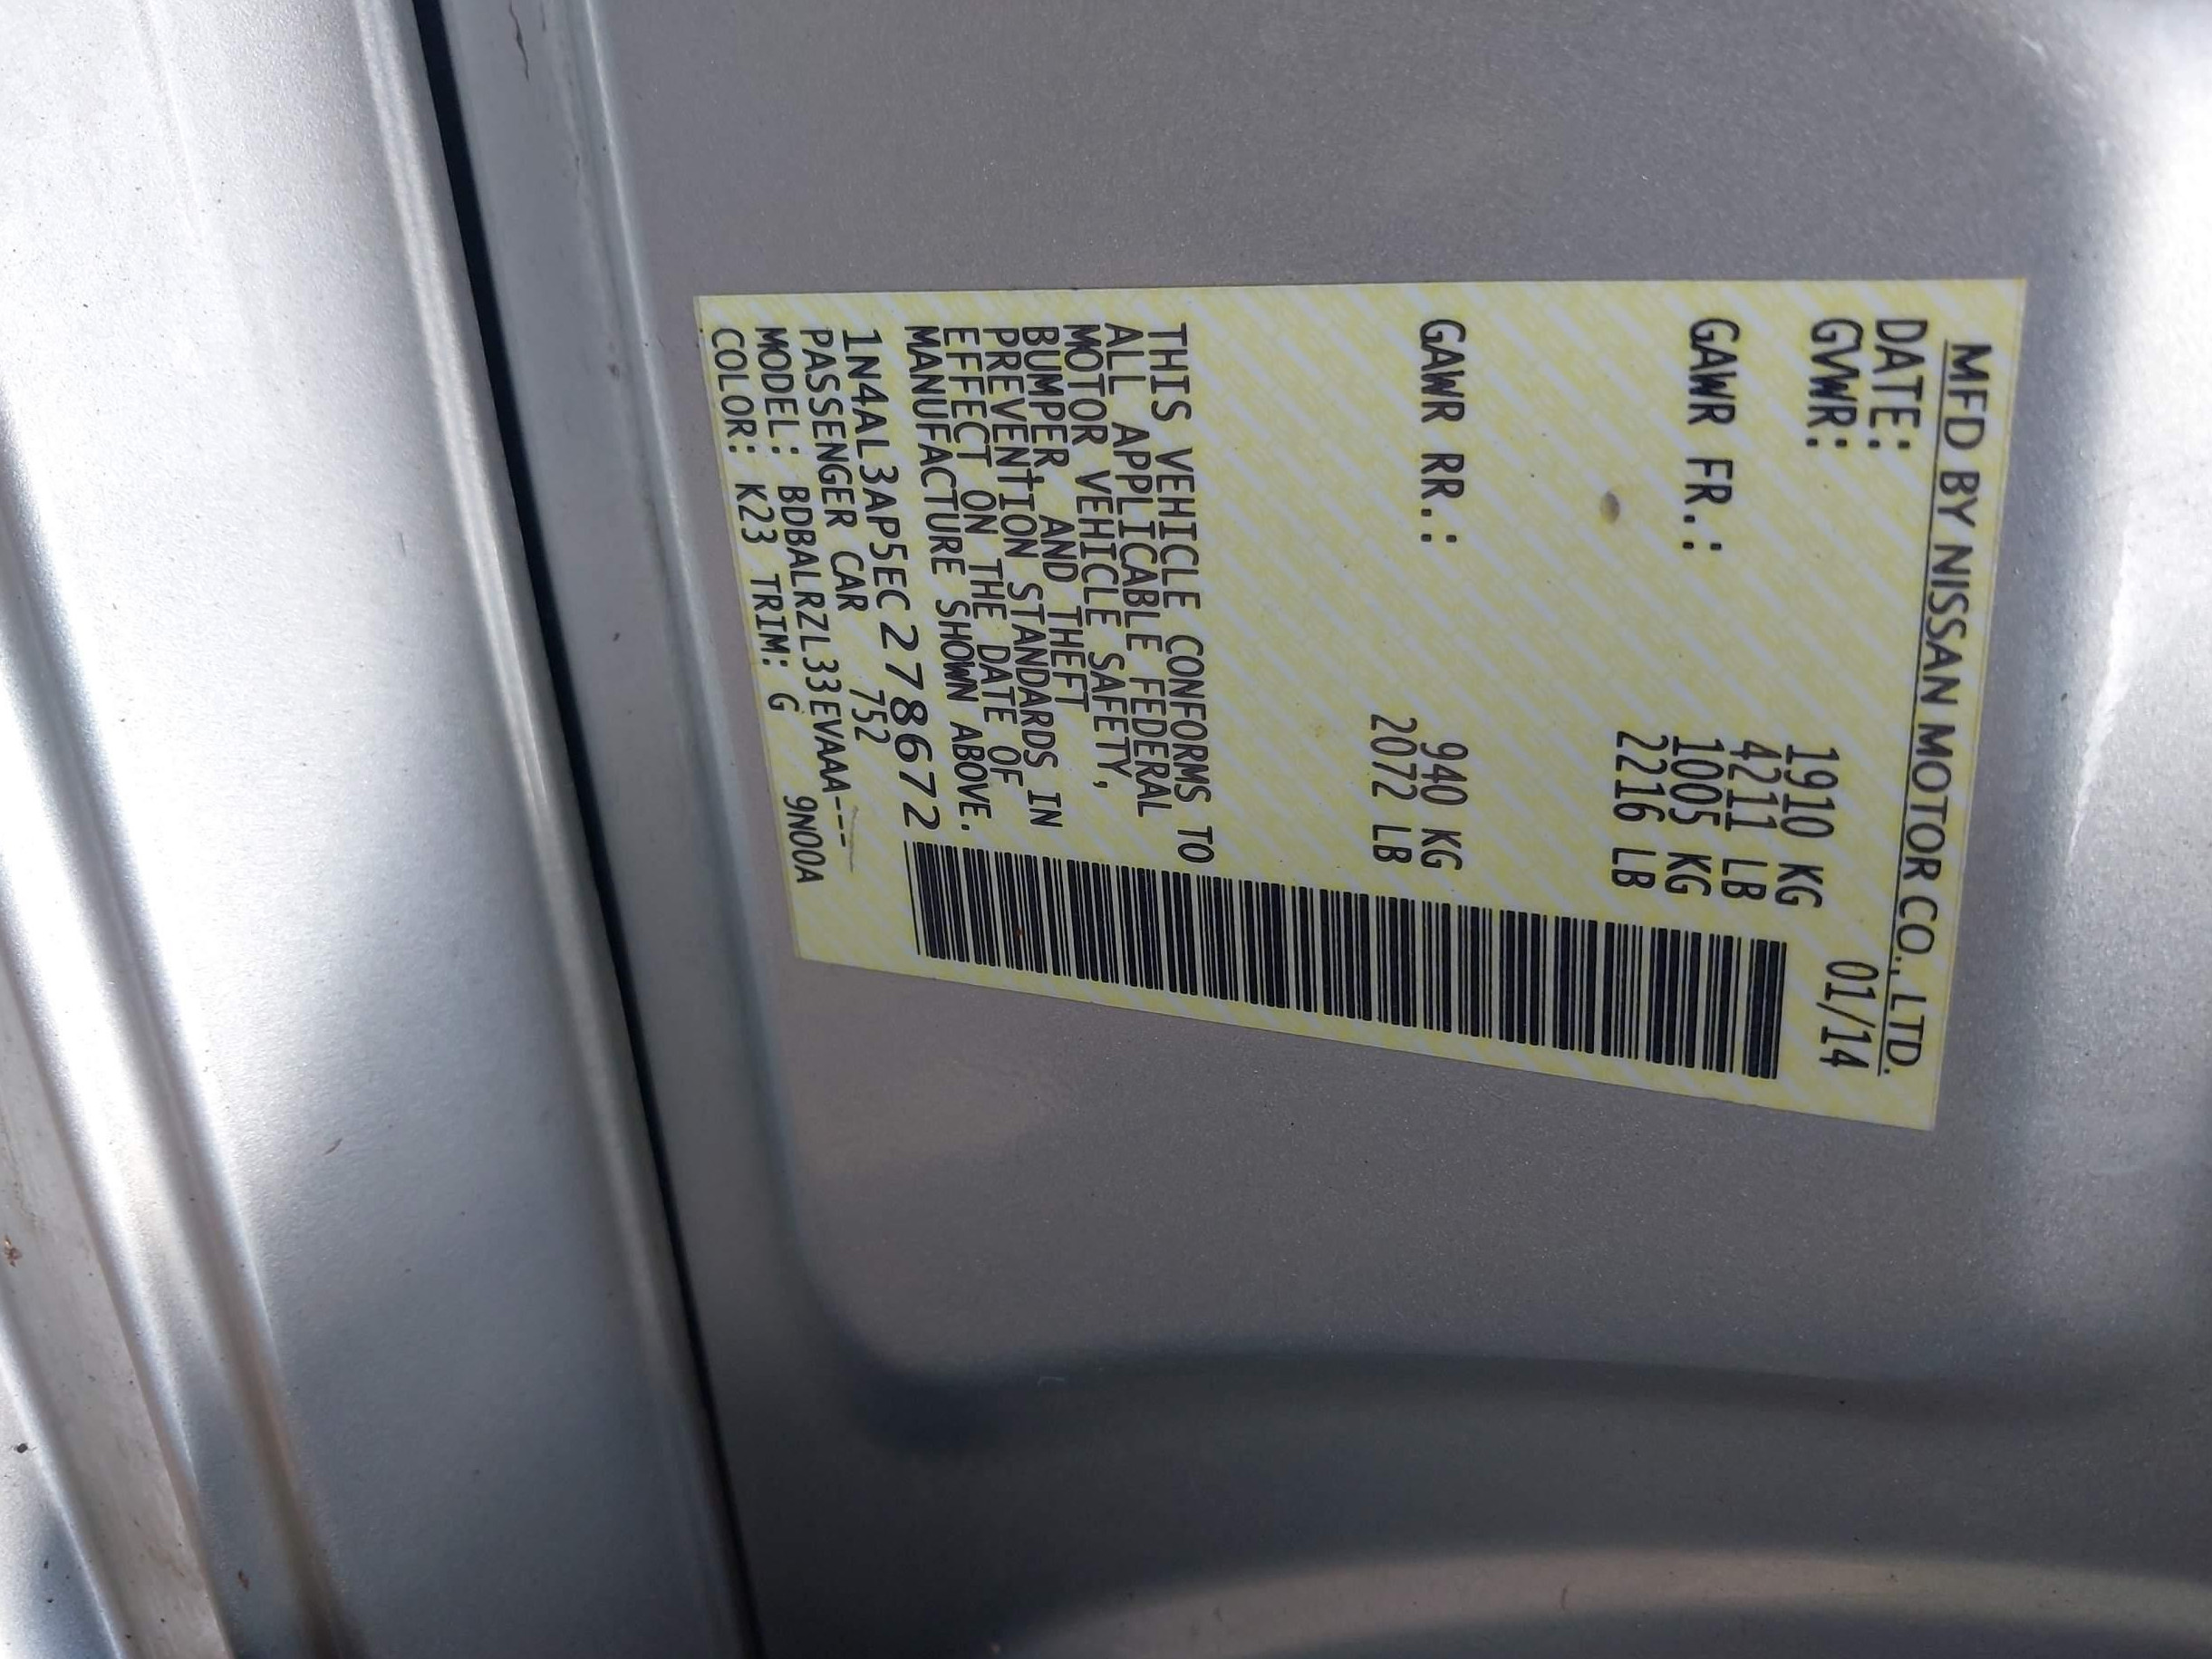 MFD BY NISSAN MOTOR CO., LTD.
DATE: 01/14
GVWR: 1910 KG
4211 LB
GAWR FR.: 1005 KG
2216 LB
GAWR RR.: 940 KG
2072 LB
THIS VEHICLE CONFORMS TO
ALL APPLICABLE FEDERAL
MOTOR VEHICLE SAFETY,
BUMPER, AND THEFT
PREVENTION STANDARDS IN
EFFECT ON THE DATE OF
MANUFACTURE SHOWN ABOVE.
1N4AL3AP5EC278672
PASSENGER CAR 752
MODEL: BDBALRZL33EVAAA---
COLOR: K23 TRIM: G 9N00A